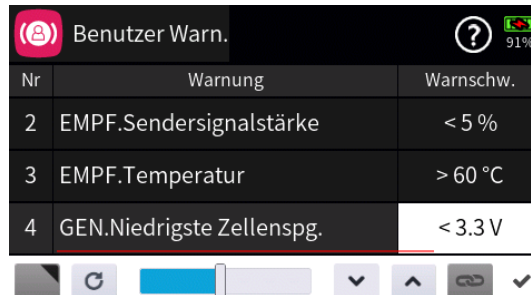 Benutzer Warn.
? 91%
Nr Warnung Warnschw.
2 EMPF.Sendersignalstärke < 5 %
3 EMPF.Temperatur > 60 °C
4 GEN.Niedrigste Zellenspg. < 3.3 V